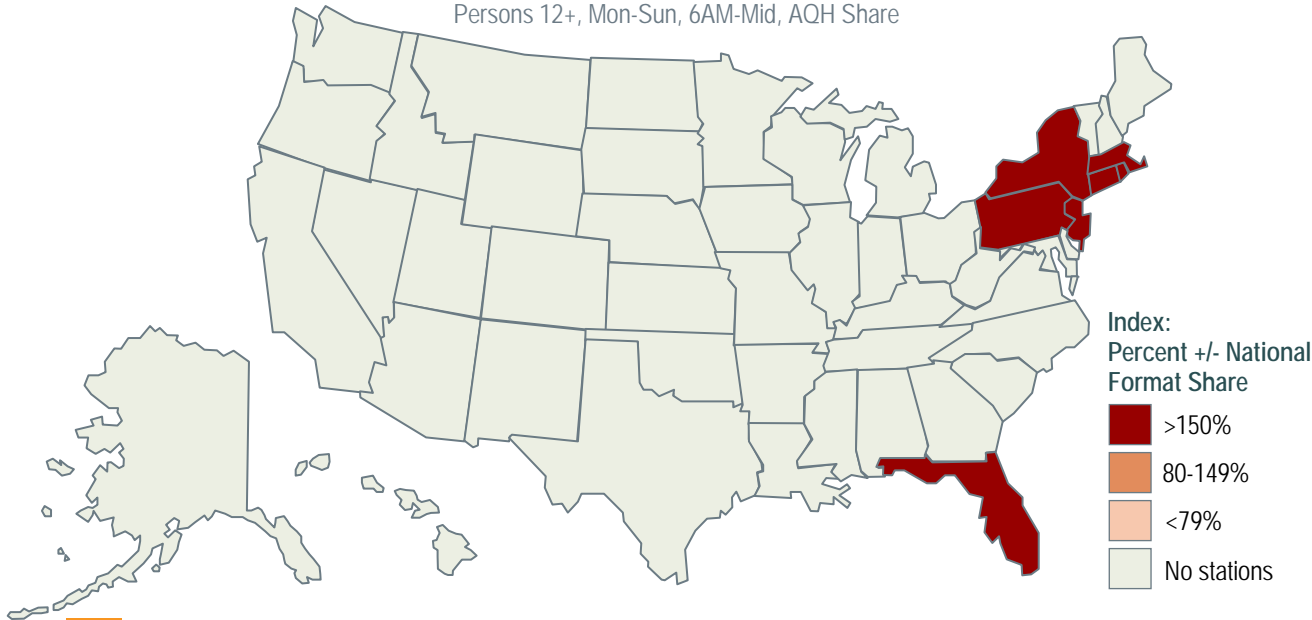 Persons 12+, Mon-Sun, 6AM-Mid, AQH Share
Index:
Percent +/- National
Format Share
>150%
80-149%
<79%
No stations